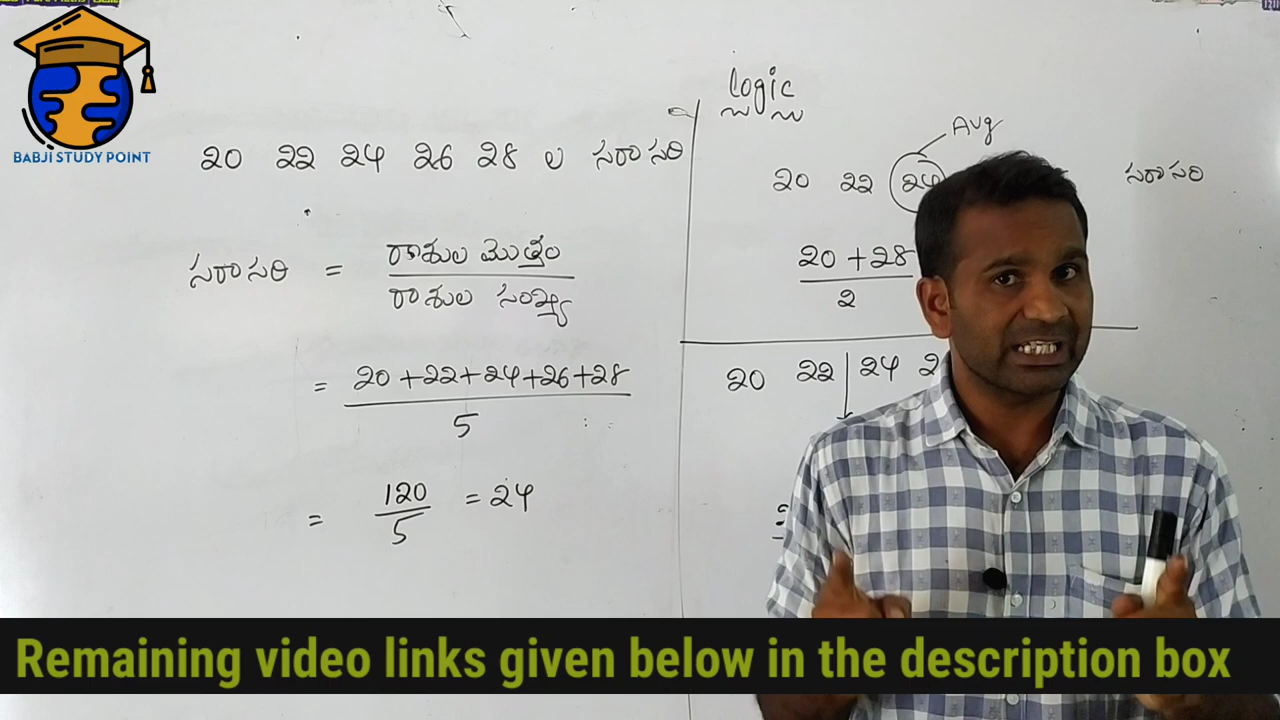 BABJI STUDY POINT
20 22 24 26 28 ల సరాసరి
సరాసరి = రాశుల మొత్తం
రాశుల సంఖ్య
= 20 + 22 + 24 + 26 + 28
5
= 120 = 24
5
Logic
Avg
20 22 24 సరాసరి
20 + 28
2
20 22 24 2
Remaining video links given below in the description box